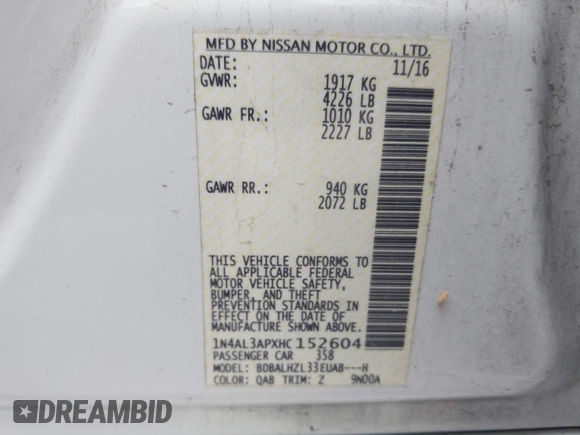 MFD BY NISSAN MOTOR CO., LTD.
DATE: 11/16
GVWR: 1917 KG
4226 LB
GAWR FR.: 1010 KG
2227 LB
GAWR RR.: 940 KG
2072 LB
THIS VEHICLE CONFORMS TO
ALL APPLICABLE FEDERAL
MOTOR VEHICLE SAFETY,
BUMPER, AND THEFT
PREVENTION STANDARDS IN
EFFECT ON THE DATE OF
MANUFACTURE SHOWN ABOVE.
1N4AL3APXHC152604
PASSENGER CAR 358
MODEL: BDBALHZL33EUAB---H
COLOR: QAB TRIM: Z 9N00A
DREAMBID